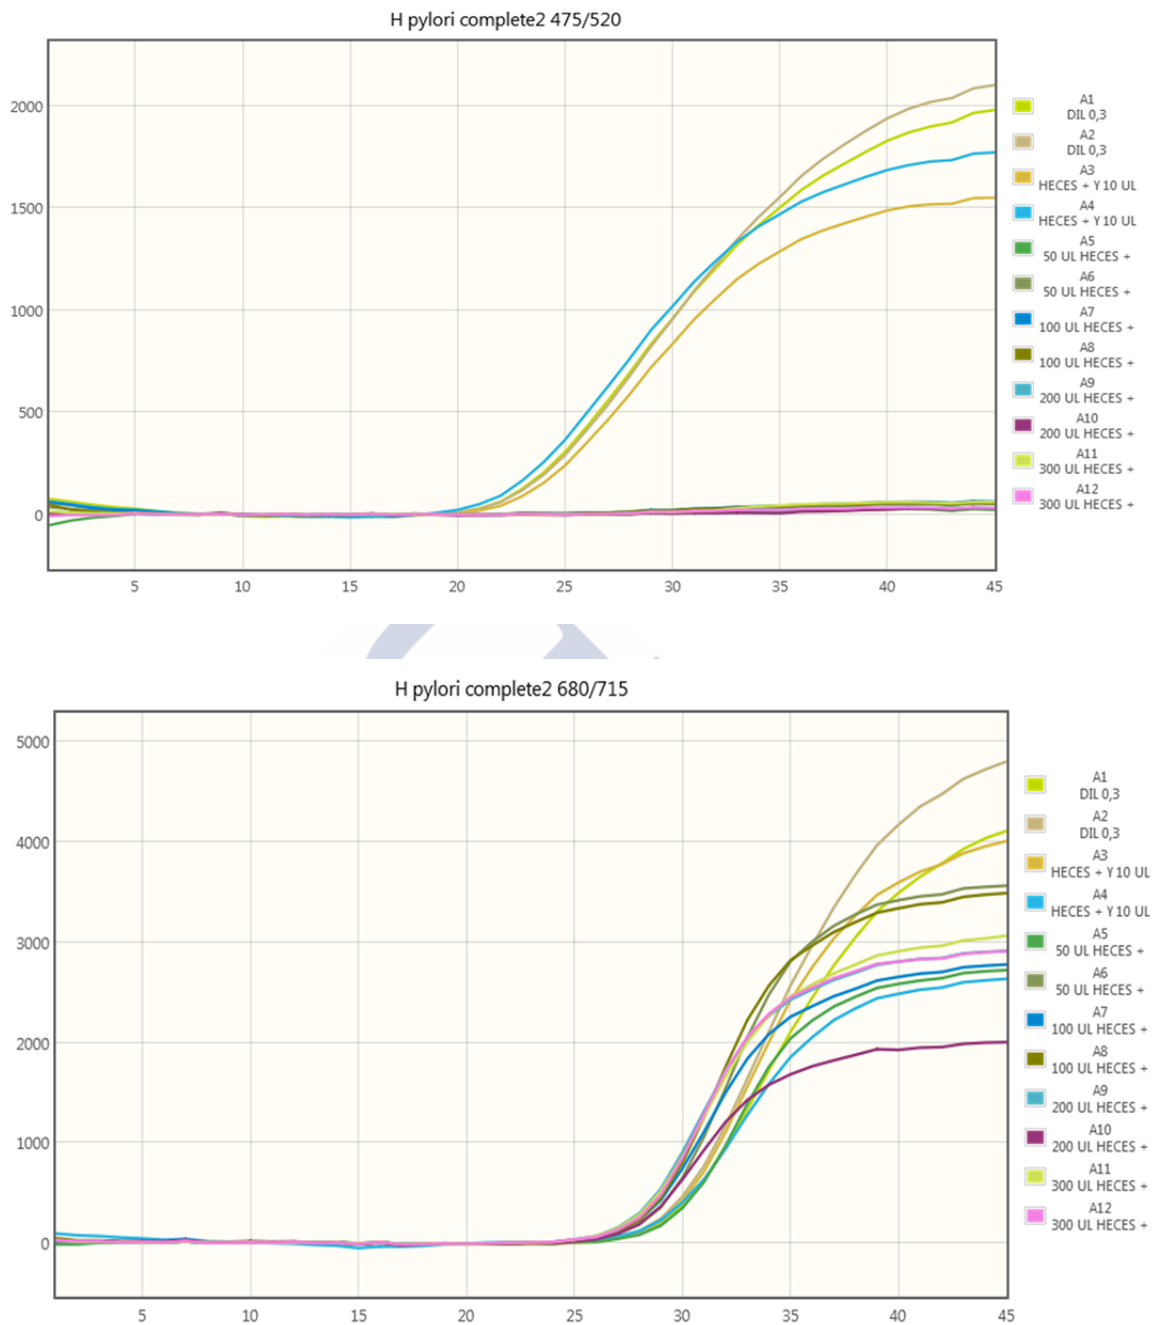 H pylori complete2 475/520
2000
1500
1000
500
0
5 10 15 20 25 30 35 40 45
A1
DIL 0,3
A2
DIL 0,3
A3
HECES + Y 10 UL
A4
HECES + Y 10 UL
A5
50 UL HECES +
A6
50 UL HECES +
A7
100 UL HECES +
A8
100 UL HECES +
A9
200 UL HECES +
A10
200 UL HECES +
A11
300 UL HECES +
A12
300 UL HECES +
H pylori complete2 680/715
5000
4000
3000
2000
1000
0
5 10 15 20 25 30 35 40 45
A1
DIL 0,3
A2
DIL 0,3
A3
HECES + Y 10 UL
A4
HECES + Y 10 UL
A5
50 UL HECES +
A6
50 UL HECES +
A7
100 UL HECES +
A8
100 UL HECES +
A9
200 UL HECES +
A10
200 UL HECES +
A11
300 UL HECES +
A12
300 UL HECES +